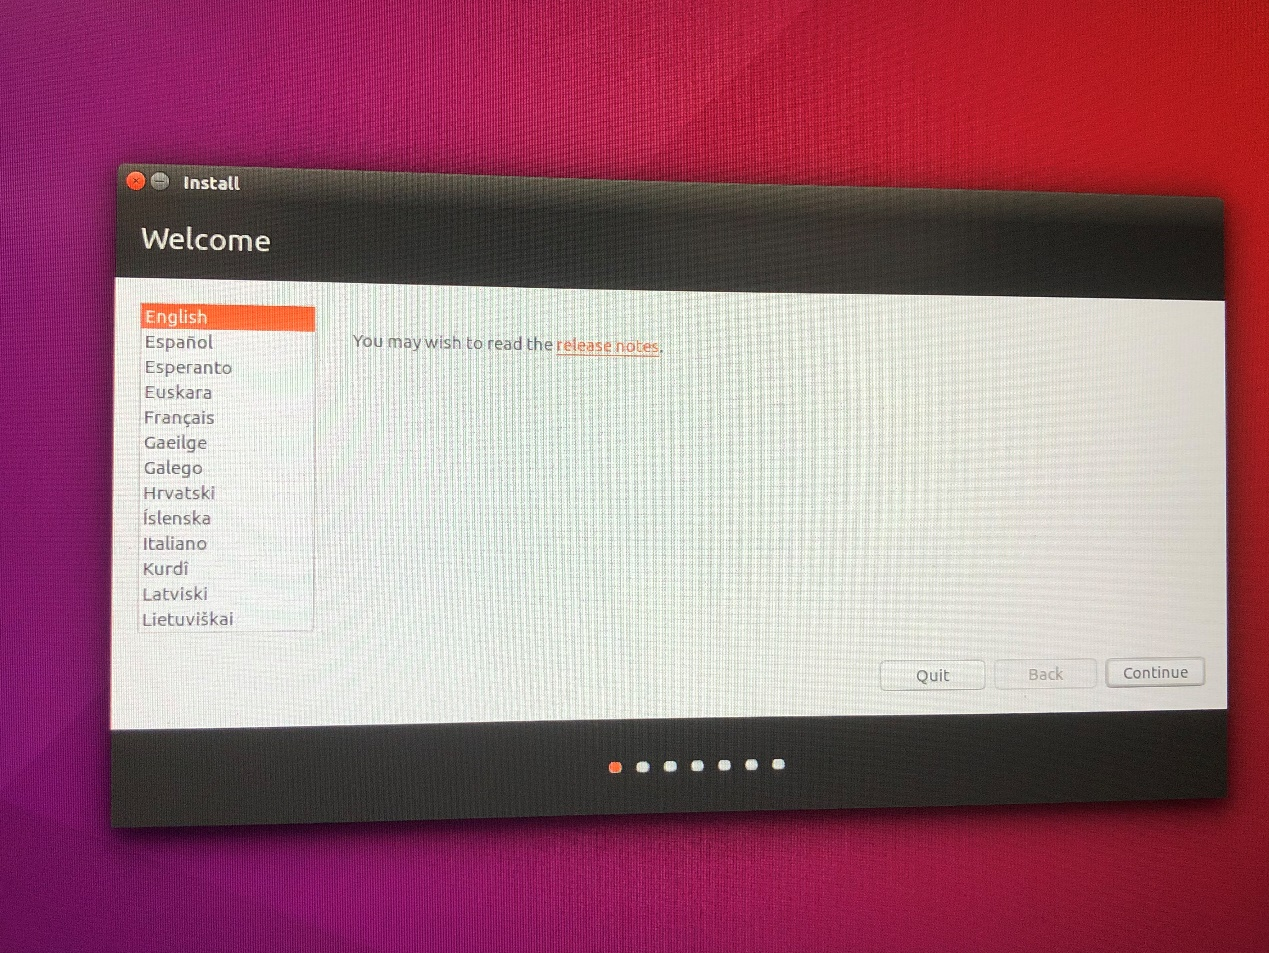 Install
Welcome
English
Español
Esperanto
Euskara
Français
Gaeilge
Galego
Hrvatski
Íslenska
Italiano
Kurdî
Latviski
Lietuviškai
You may wish to read the release notes.
Quit
Back
Continue